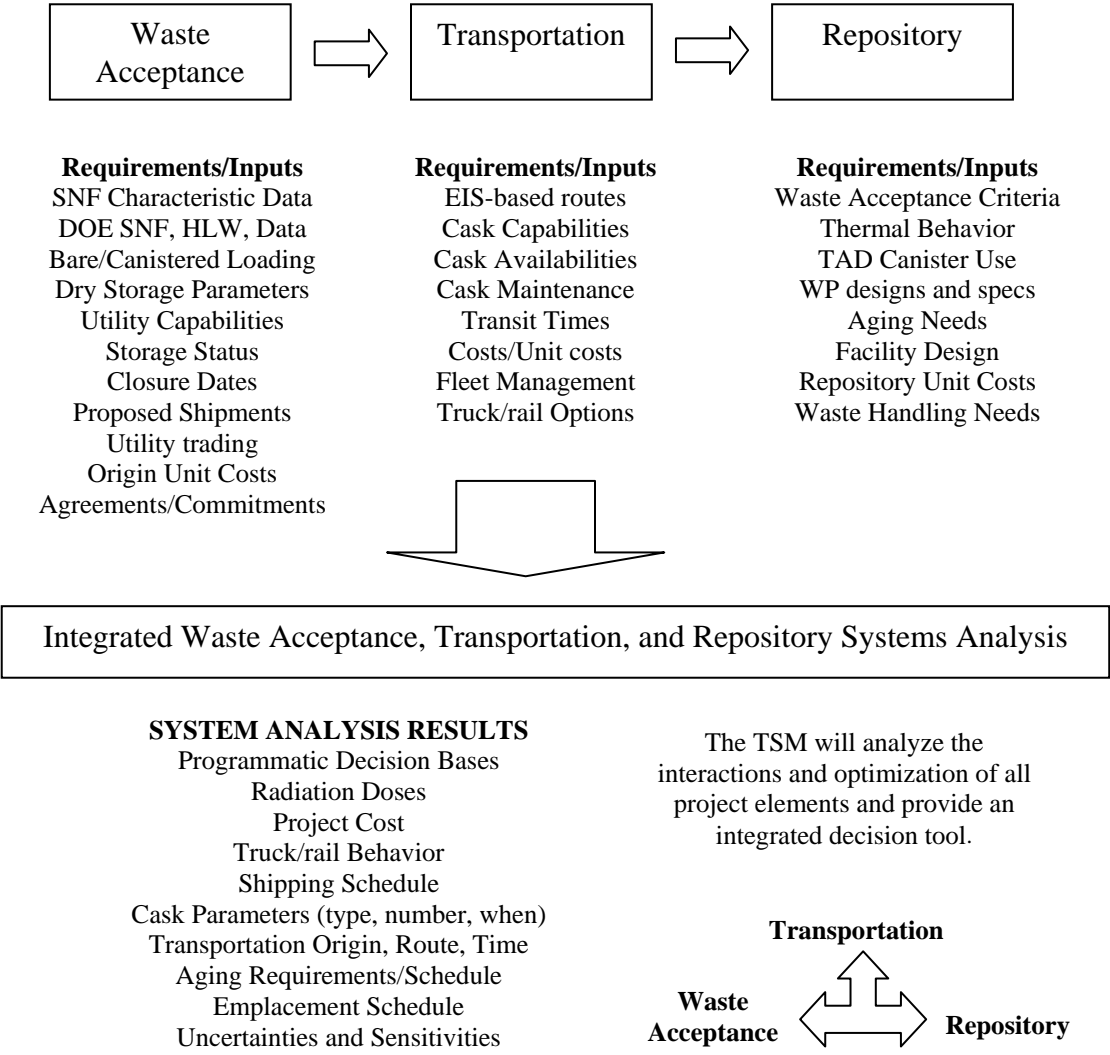 Waste
Acceptance
Transportation
Repository
Requirements/Inputs
SNF Characteristic Data
DOE SNF, HLW, Data
Bare/Canistered Loading
Dry Storage Parameters
Utility Capabilities
Storage Status
Closure Dates
Proposed Shipments
Utility trading
Origin Unit Costs
Agreements/Commitments
Requirements/Inputs
EIS-based routes
Cask Capabilities
Cask Availabilities
Cask Maintenance
Transit Times
Costs/Unit costs
Fleet Management
Truck/rail Options
Requirements/Inputs
Waste Acceptance Criteria
Thermal Behavior
TAD Canister Use
WP designs and specs
Aging Needs
Facility Design
Repository Unit Costs
Waste Handling Needs
Integrated Waste Acceptance, Transportation, and Repository Systems Analysis
SYSTEM ANALYSIS RESULTS
Programmatic Decision Bases
Radiation Doses
Project Cost
Truck/rail Behavior
Shipping Schedule
Cask Parameters (type, number, when)
Transportation Origin, Route, Time
Aging Requirements/Schedule
Emplacement Schedule
Uncertainties and Sensitivities
The TSM will analyze the
interactions and optimization of all
project elements and provide an
integrated decision tool.
Transportation
Waste
Acceptance
Repository